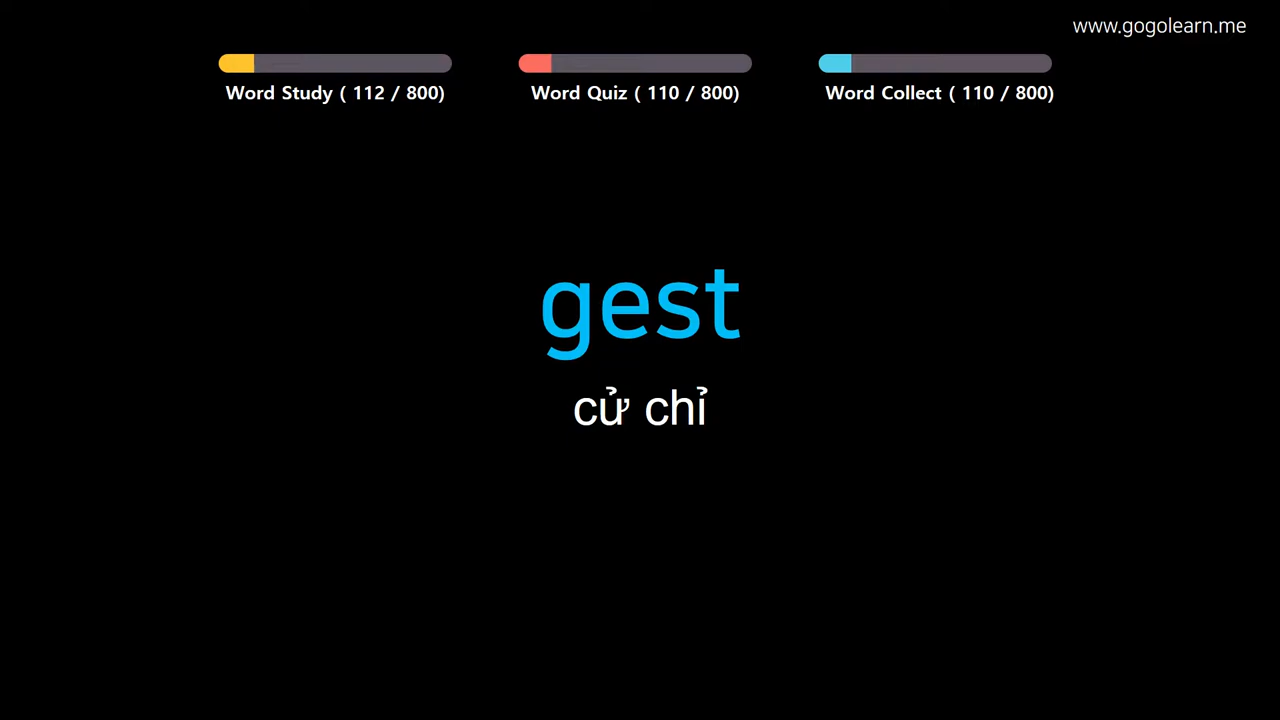 www.gogolearn.me
Word Study ( 112 / 800)
Word Quiz ( 110 / 800)
Word Collect ( 110 / 800)
gest
cử chỉ